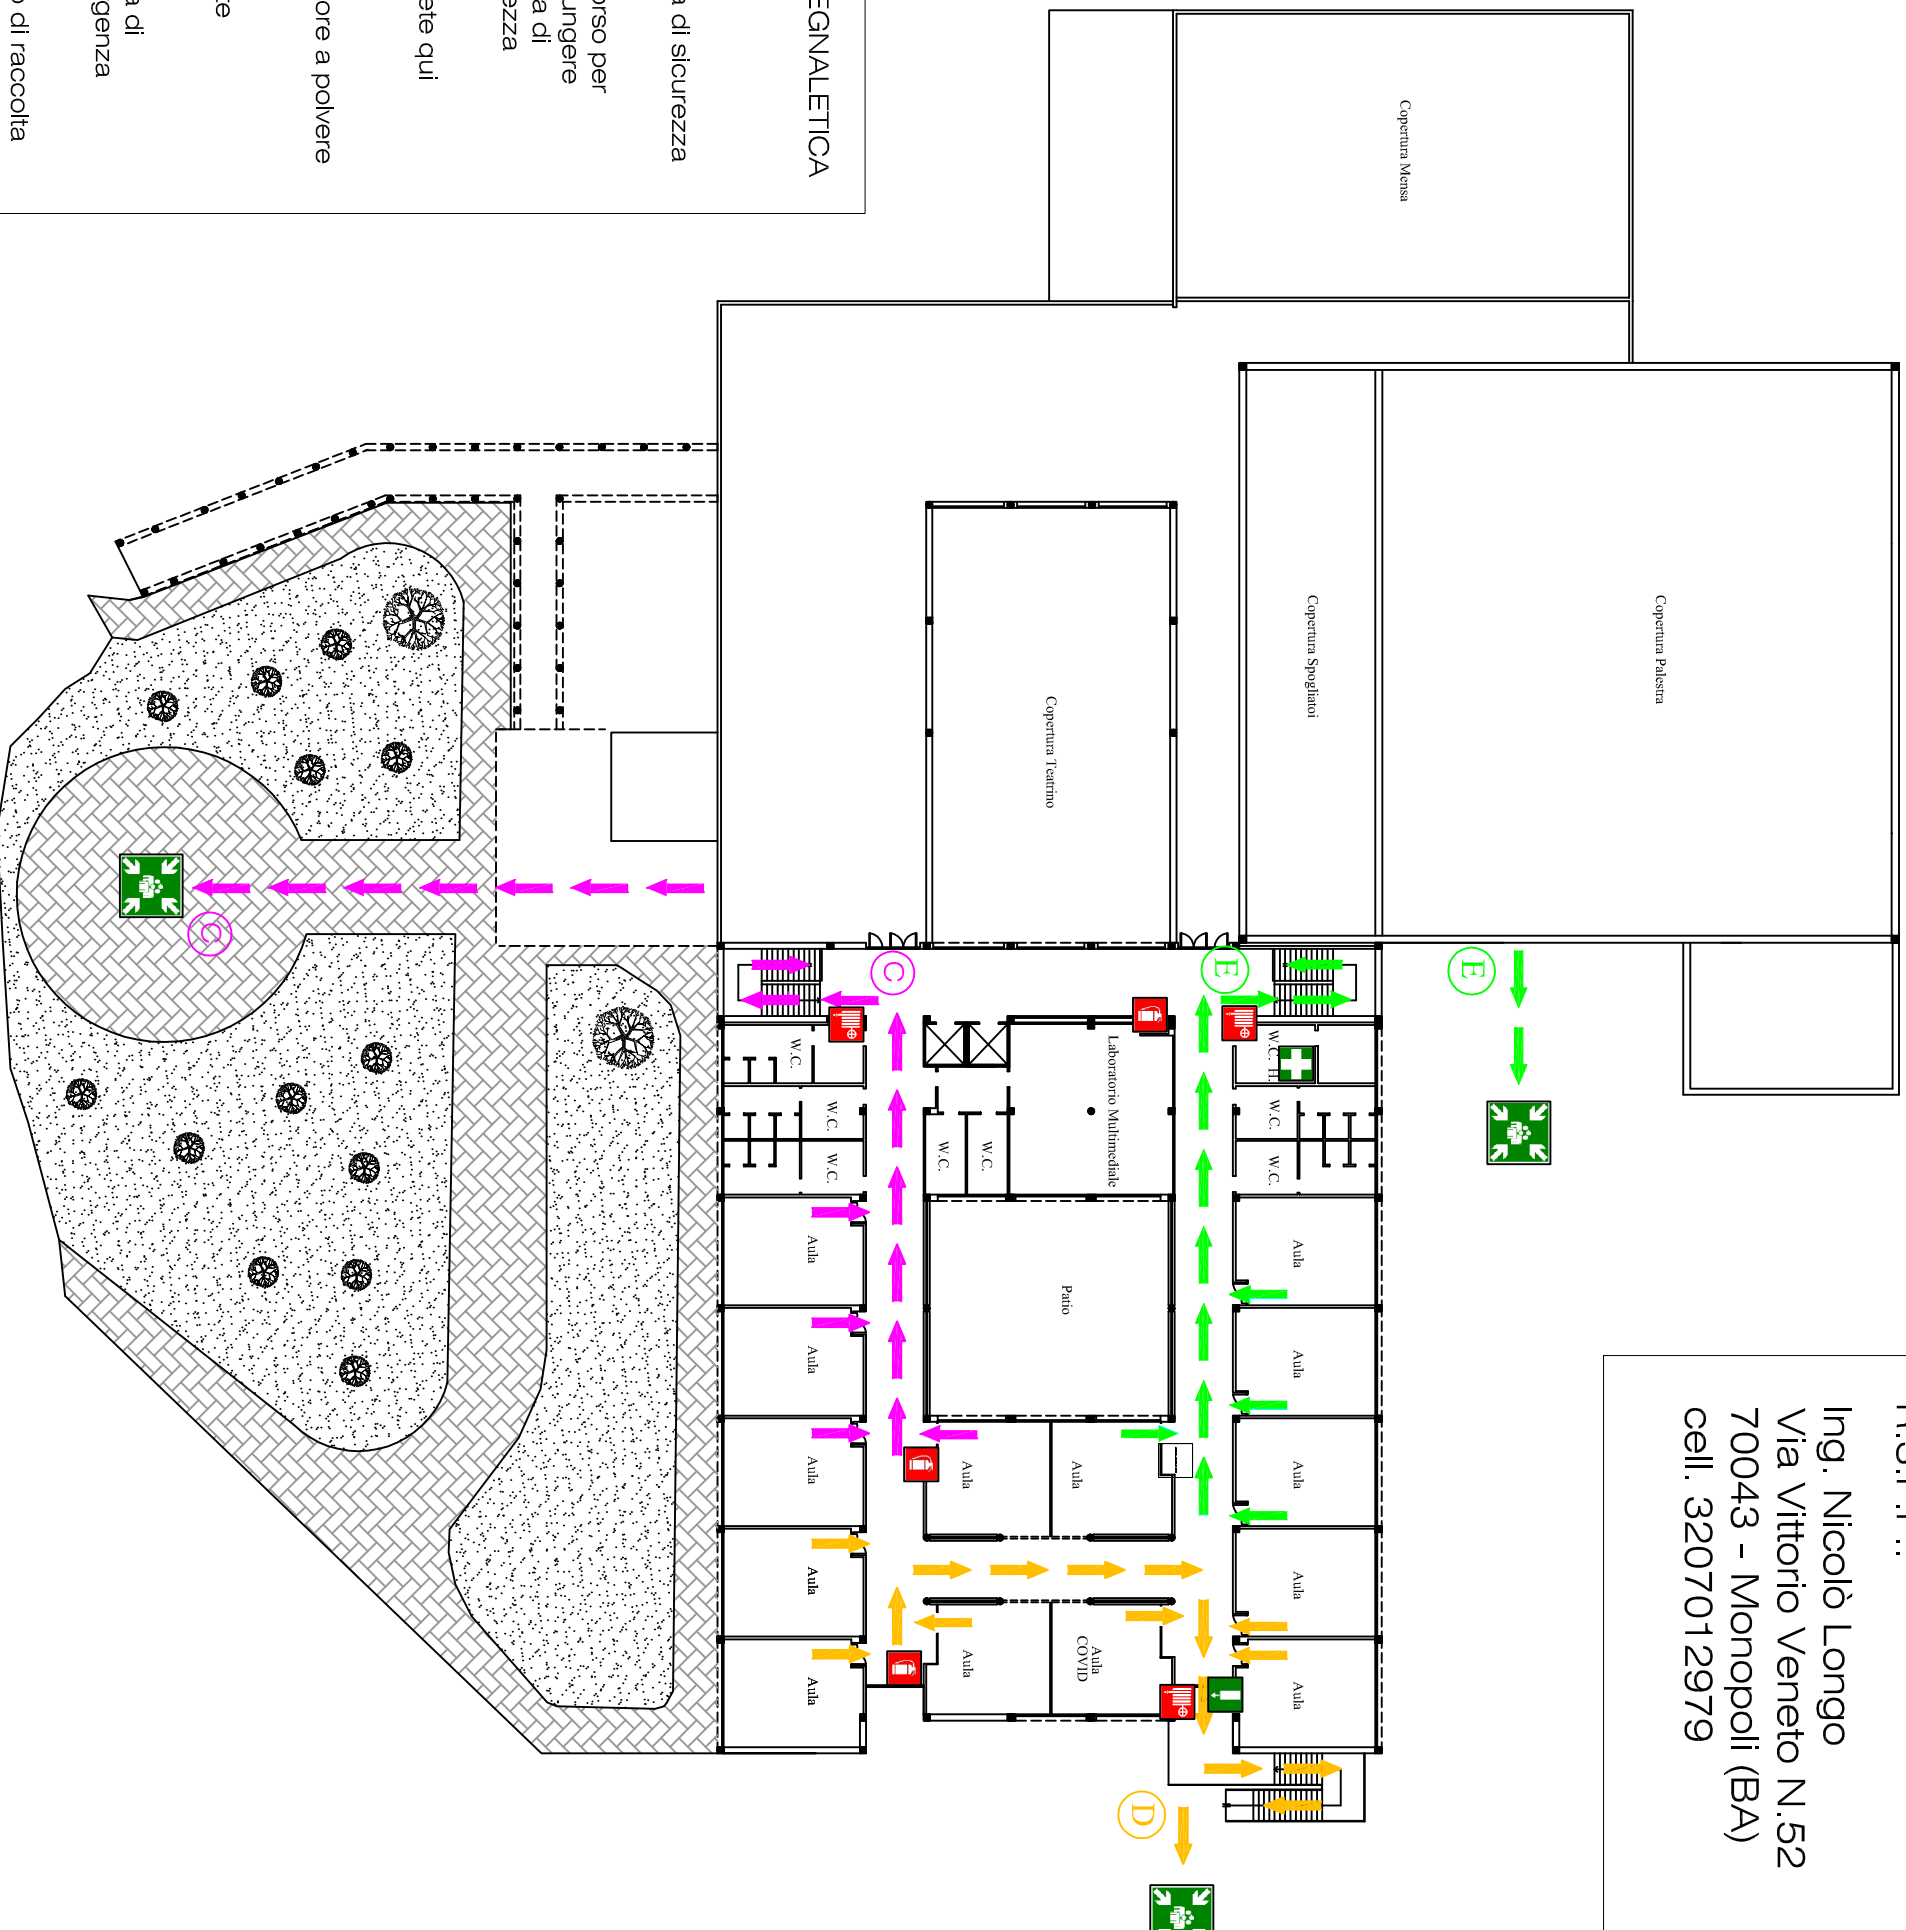 Ing. Nicolò Longo
Via Vittorio Veneto N.52
70043 - Monopoli (BA)
cell. 3207012979
Copertura Palestra
E
Copertura Mensa
Copertura Spogliatoi
W.C. H.
W.C.
W.C.
Aula
Aula
Aula
Aula
Aula
E
D
Laboratorio Multimediale
Patio
Aula
Aula
COVID
Copertura Teatrino
W.C.
W.C.
Aula
Aula
C
W.C.
W.C.
W.C.
Aula
Aula
Aula
Aula
Aula
C
EGNALETICA
a di sicurezza
orso per
ungere
a di
ezza
ete qui
ore a polvere
te
a di
rgenza
o di raccolta